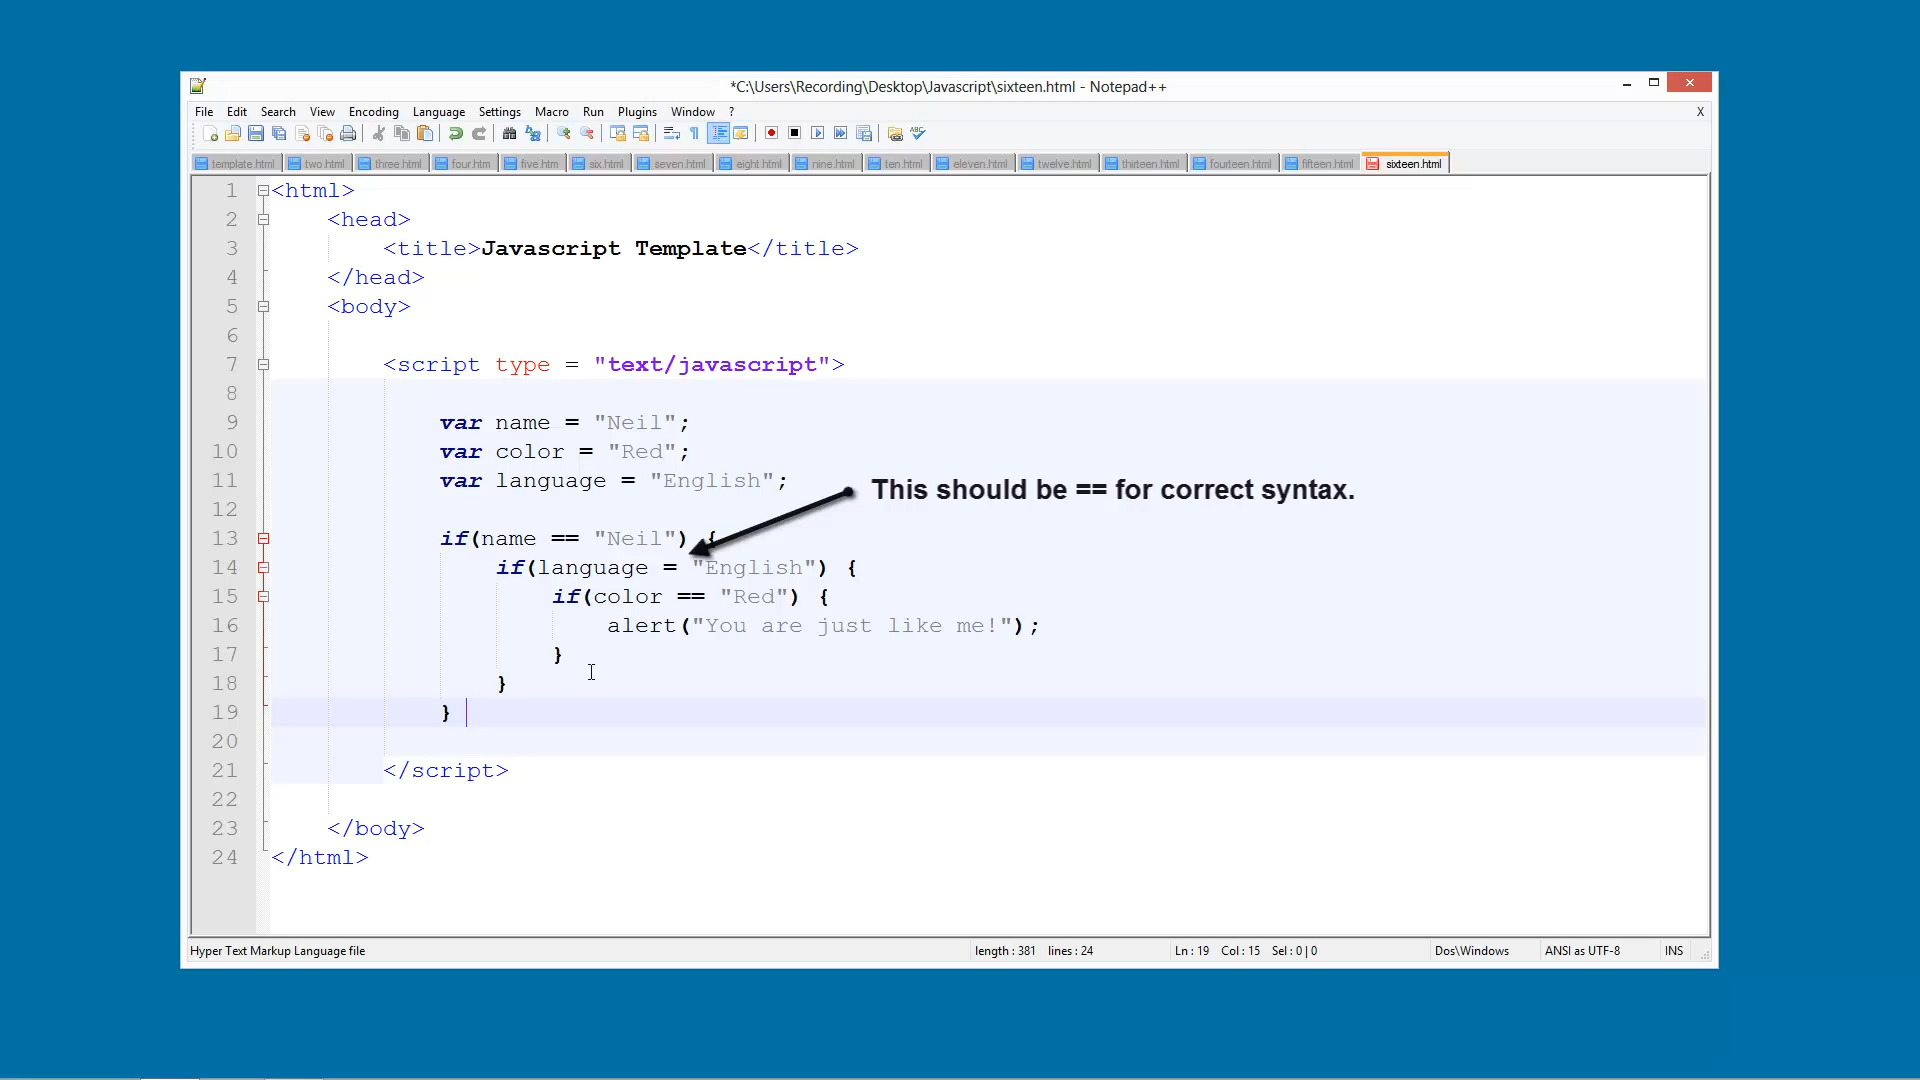 *C:\Users\Recording\Desktop\Javascript\sixteen.html - Notepad++
File Edit Search View Encoding Language Settings Macro Run Plugins Window ? X
template.html two.html three.html four.htm five.htm six.html seven.html eight.html nine.html ten.html eleven.html twelve.html thirteen.html fourteen.html fifteen.html sixteen.html
1 <html>
2 <head>
3 <title>Javascript Template</title>
4 </head>
5 <body>
6
7 <script type = "text/javascript">
8
9 var name = "Neil";
10 var color = "Red";
11 var language = "English";
This should be == for correct syntax.
12
13 if(name == "Neil") {
14 if(language = "English") {
15 if(color == "Red") {
16 alert("You are just like me!");
17 }
18 }
19 }
20
21 </script>
22
23 </body>
24 </html>
Hyper Text Markup Language file length : 381 lines : 24 Ln : 19 Col : 15 Sel : 0 | 0 Dos\Windows ANSI as UTF-8 INS